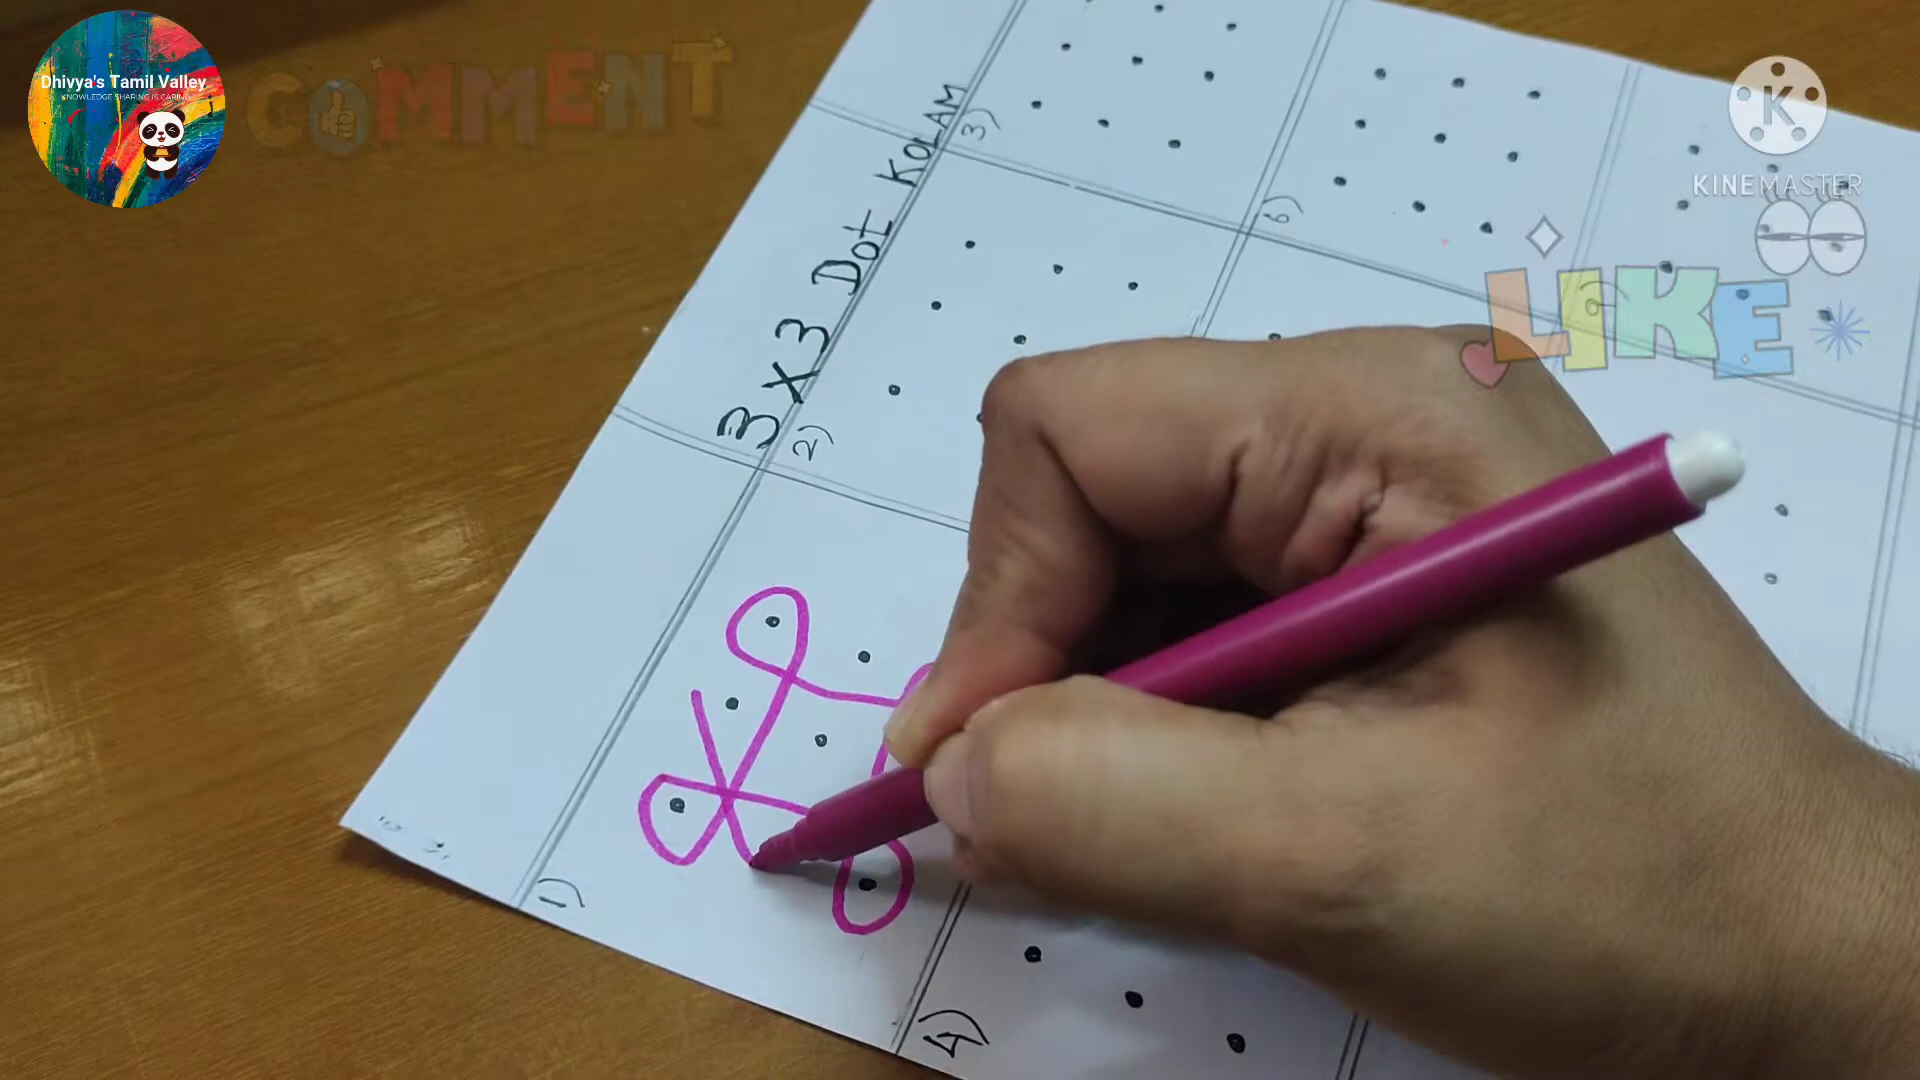 Dhivya's Tamil Valley
KNOWLEDGE SHARING IS CARING
COMMENT
KINEMASTER
LIKE
3x3 Dot KOLAM
1)
2)
3)
4)
6)